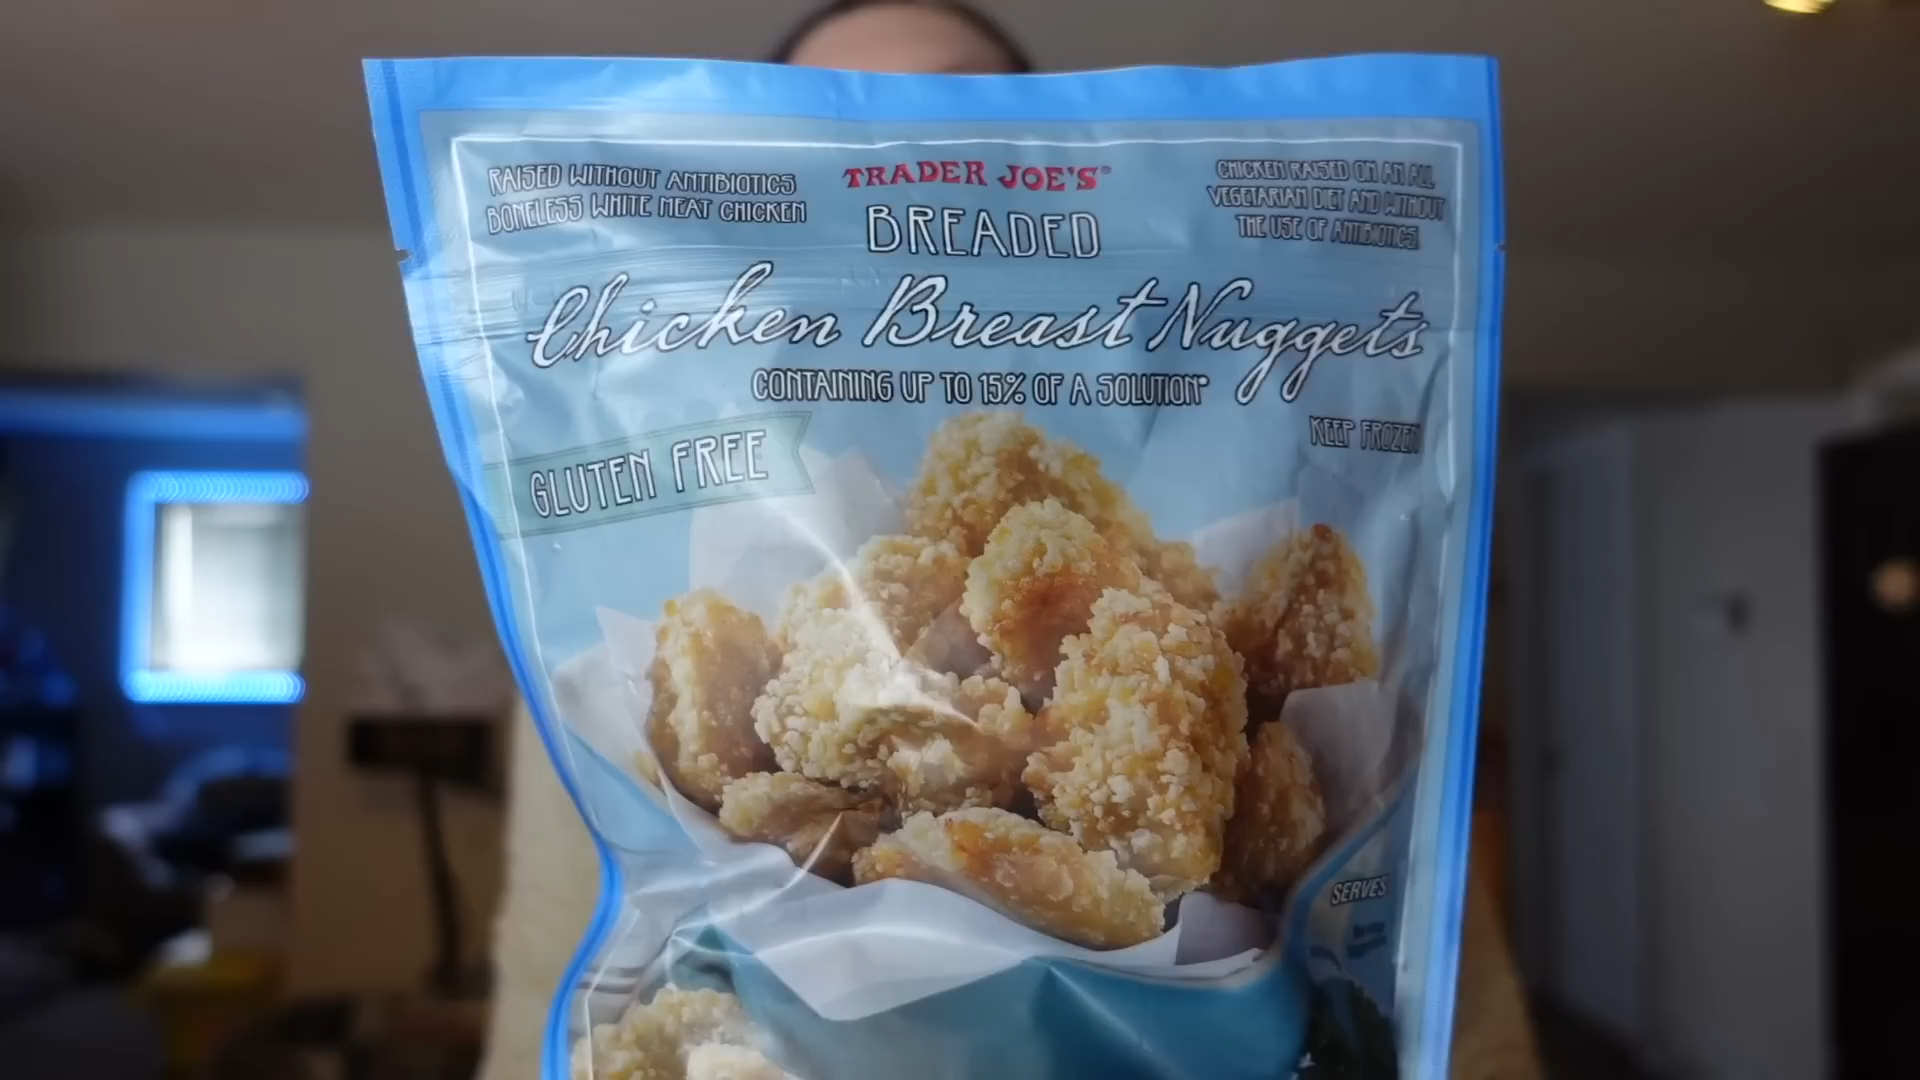 RAISED WITHOUT ANTIBIOTICS
BONELESS WHITE MEAT CHICKEN
TRADER JOE'S®
BREADED
CHICKEN RAISED ON AN ALL
VEGETARIAN DIET AND WITHOUT
THE USE OF ANTIBIOTICS
Chicken Breast Nuggets
CONTAINING UP TO 15% OF A SOLUTION*
KEEP FROZEN
GLUTEN FREE
SERVES